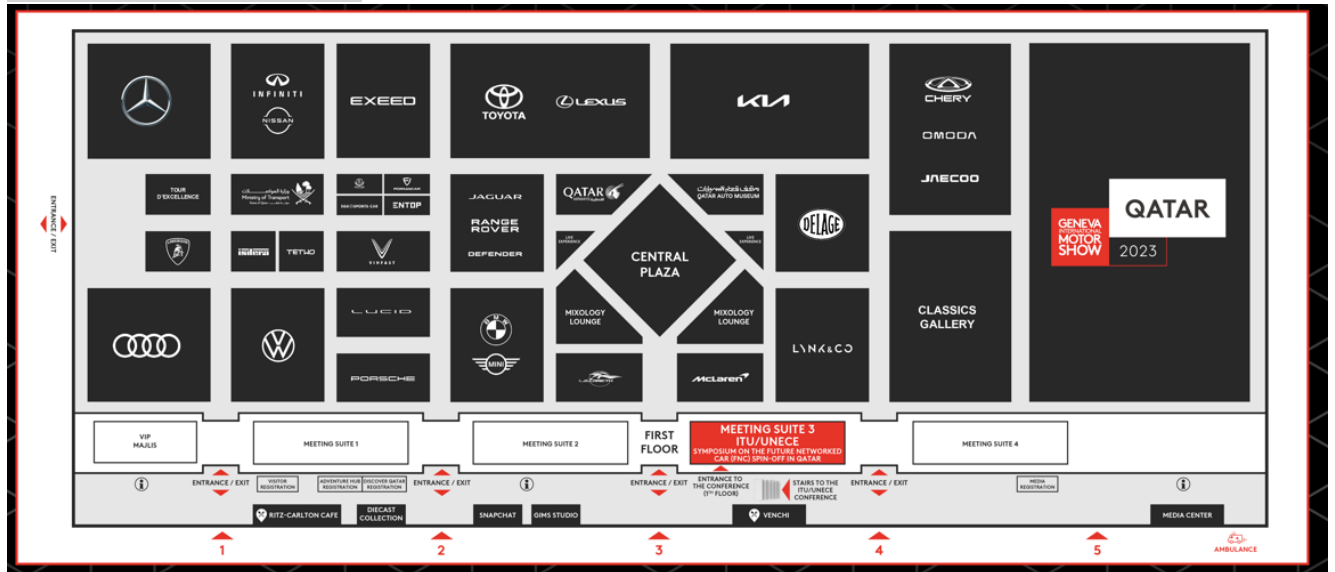 INFINITI
NISSAN
EXEED
TOYOTA
LEXUS
KIA
CHERY
OMODA
JAECOO
TOUR
D'EXCELLENCE
Ministry of Transport
ENTOP
JAGUAR
RANGE
ROVER
DEFENDER
QATAR
QATAR AUTO MUSEUM
DELAGE
LIVE
EXPERIENCE
LIVE
EXPERIENCE
CENTRAL
PLAZA
TETWO
VINFAST
GENEVA
INTERNATIONAL
MOTOR
SHOW
QATAR
2023
ENTRANCE / EXIT
LUCID
PORSCHE
BMW
MINI
MIXOLOGY
LOUNGE
MIXOLOGY
LOUNGE
McLaren
LYNK&CO
CLASSICS
GALLERY
VIP
MAJLIS
MEETING SUITE 1
MEETING SUITE 2
FIRST
FLOOR
MEETING SUITE 3
ITU/UNECE
SYMPOSIUM ON THE FUTURE NETWORKED
CAR (FNC) SPIN-OFF IN QATAR
MEETING SUITE 4
ENTRANCE / EXIT
VISITOR
REGISTRATION
ADVENTURE HUB
REGISTRATION
DISCOVER QATAR
REGISTRATION
ENTRANCE / EXIT
ENTRANCE / EXIT
ENTRANCE TO
THE CONFERENCE
(1ST FLOOR)
STAIRS TO THE
ITU/UNECE
CONFERENCE
ENTRANCE / EXIT
MEDIA
REGISTRATION
RITZ-CARLTON CAFE
DIECAST
COLLECTION
SNAPCHAT
GIMS STUDIO
VENCHI
MEDIA CENTER
1
2
3
4
5
AMBULANCE